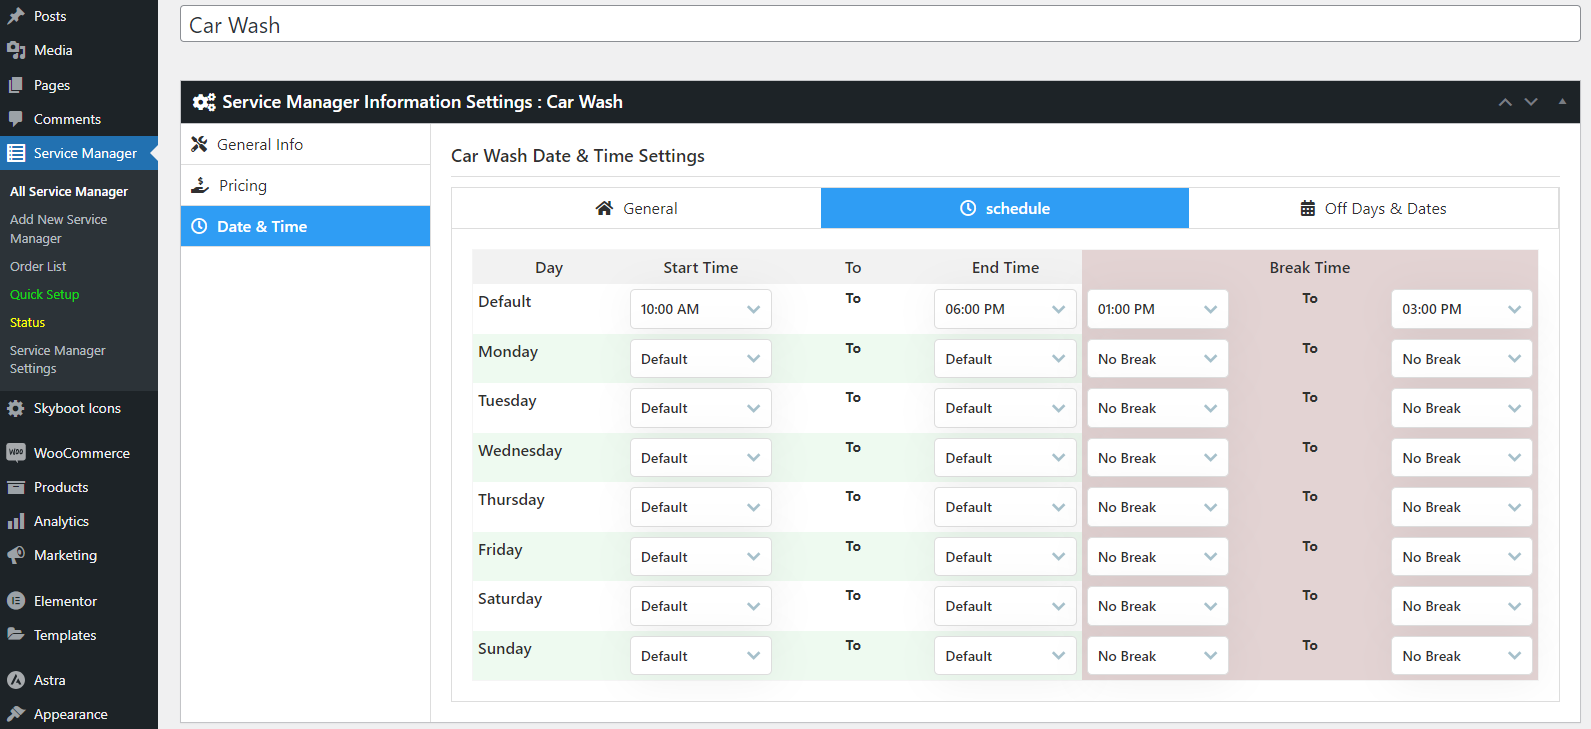 Posts
Media
Pages
Comments
Service Manager
All Service Manager
Add New Service
Manager
Order List
Quick Setup
Status
Service Manager
Settings
Skyboot Icons
WooCommerce
Products
Analytics
Marketing
Elementor
Templates
Astra
Appearance
Car Wash
Service Manager Information Settings : Car Wash
General Info
Pricing
Date & Time
Car Wash Date & Time Settings
General schedule Off Days & Dates
Day Start Time To End Time Break Time
Default 10:00 AM To 06:00 PM 01:00 PM To 03:00 PM
Monday Default To Default No Break To No Break
Tuesday Default To Default No Break To No Break
Wednesday Default To Default No Break To No Break
Thursday Default To Default No Break To No Break
Friday Default To Default No Break To No Break
Saturday Default To Default No Break To No Break
Sunday Default To Default No Break To No Break